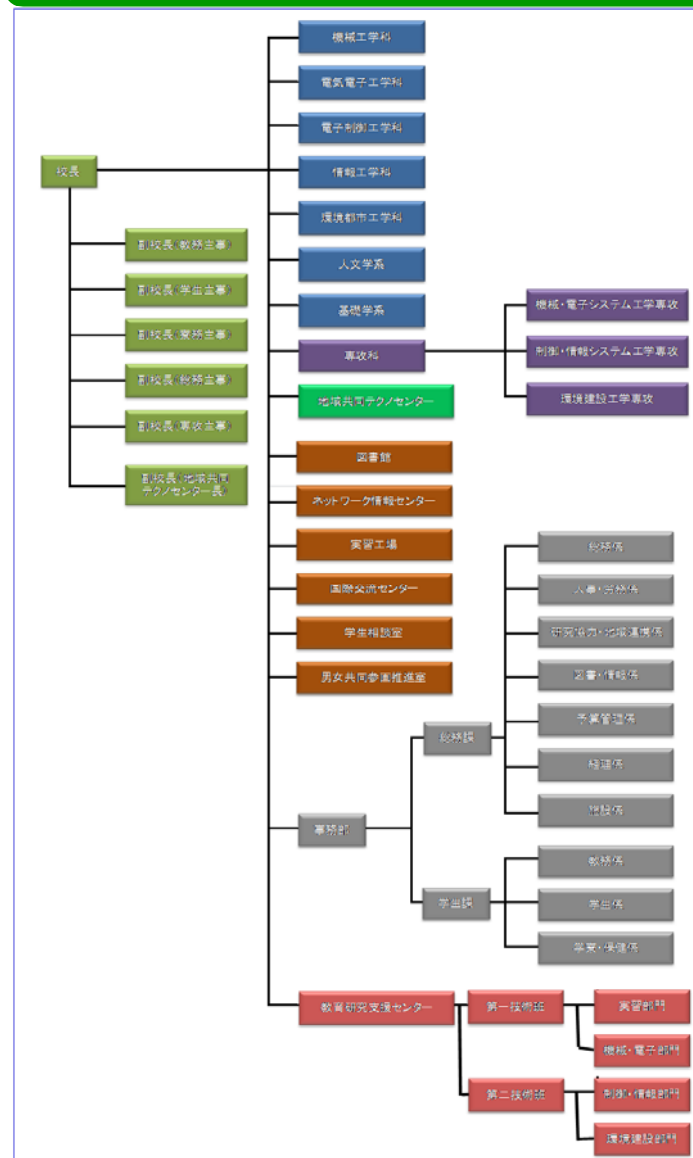 機械工学科
電気電子工学科
電子制御工学科
校長
情報工学科
環境都市工学科
人文学系
基礎学系
専攻科
地域共同テクノセンター
副校長(教務主事)
副校長(学生主事)
副校長(寮務主事)
副校長(総務主事)
副校長(専攻主事)
副校長(地域共同
テクノセンター長)
機械・電子システム工学専攻
制御・情報システム工学専攻
環境建設工学専攻
図書館
ネットワーク情報センター
実習工場
国際交流センター
学生相談室
男女共同参画推進室
事務部
総務課
総務係
人事・労務係
研究協力・地域連携係
図書・情報係
予算管理係
経理係
施設係
学生課
教務係
学生係
学寮・保健係
教育研究支援センター
第一技術班
実習部門
機械・電子部門
第二技術班
制御・情報部門
環境建設部門